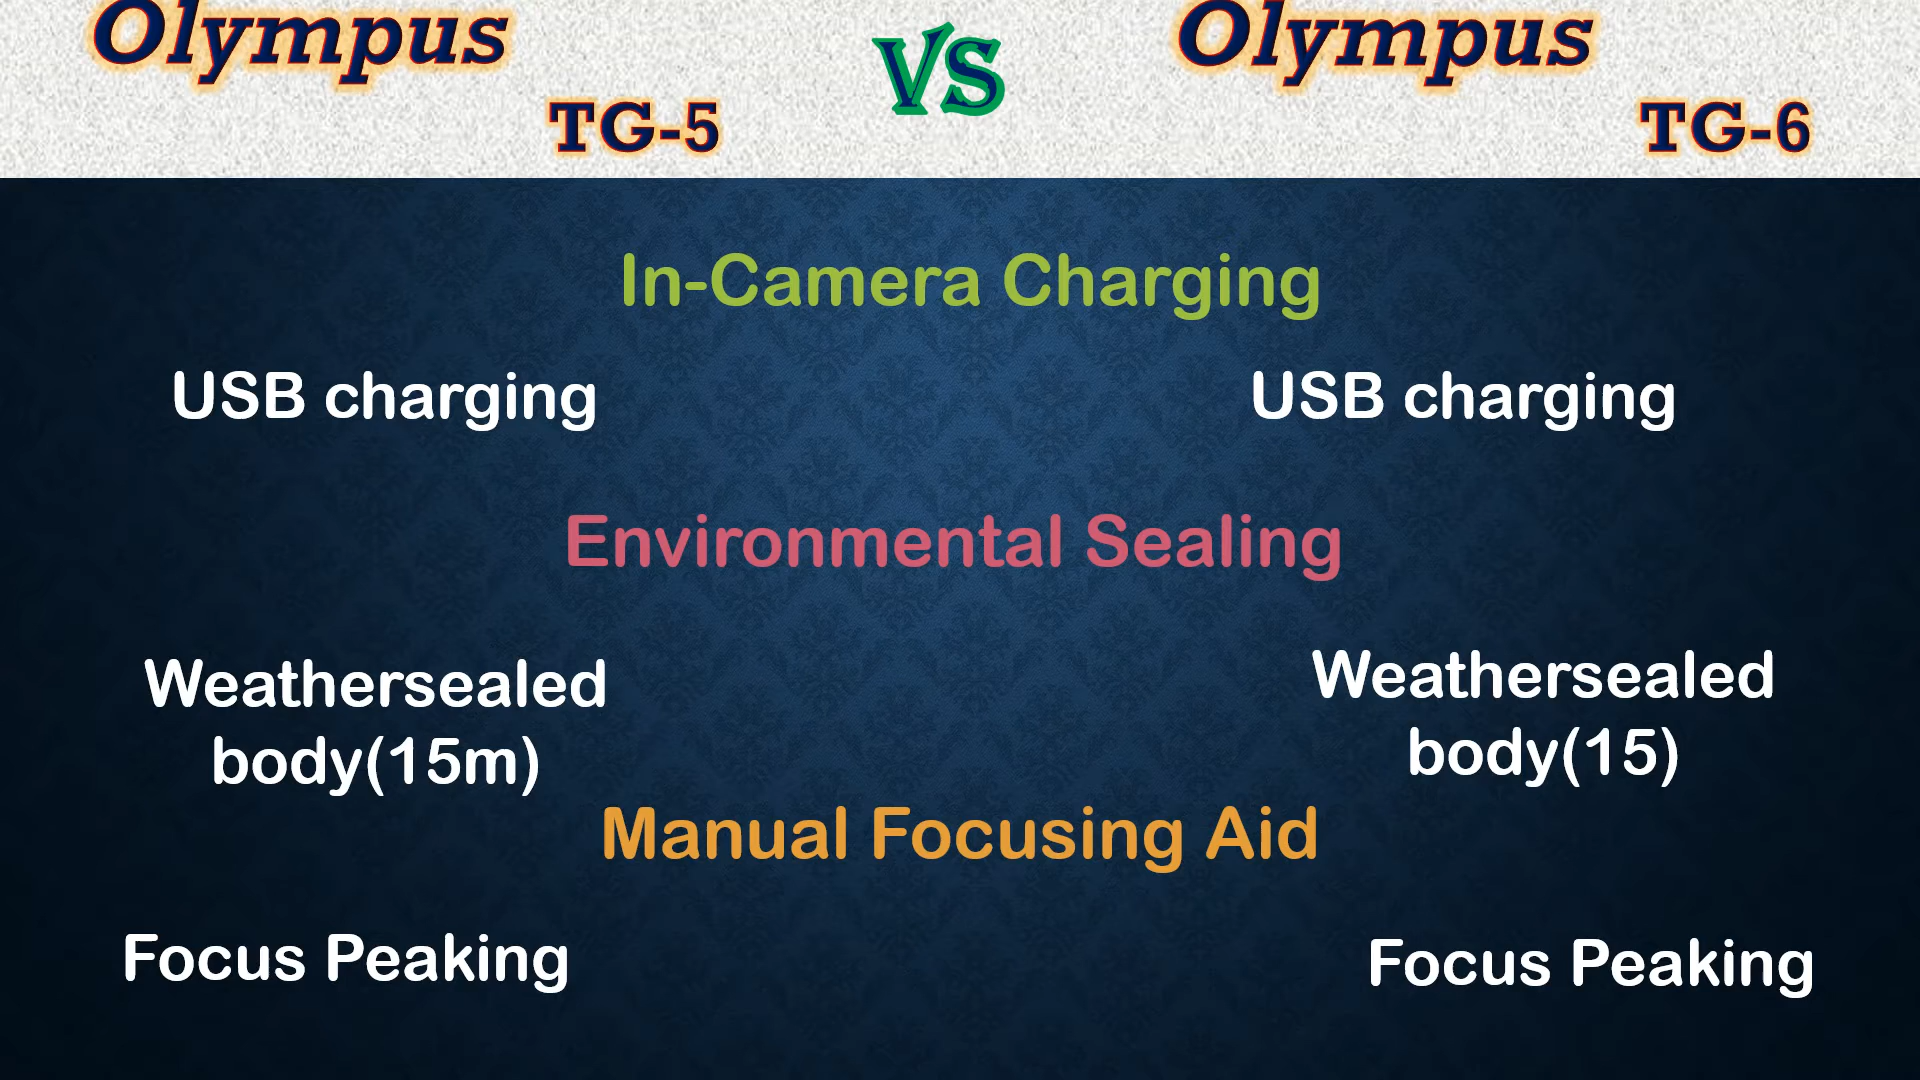 Olympus
TG-5
VS
Olympus
TG-6
In-Camera Charging
USB charging
USB charging
Environmental Sealing
Weathersealed
body(15m)
Weathersealed
body(15)
Manual Focusing Aid
Focus Peaking
Focus Peaking